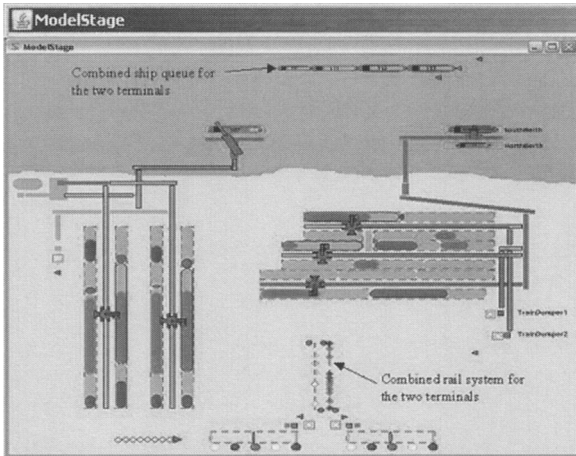 ModelStage
ModelStage
Combined ship queue for
the two terminals
SouthBerth
NorthBerth
TrainDumper1
TrainDumper2
Combined rail system for
the two terminals